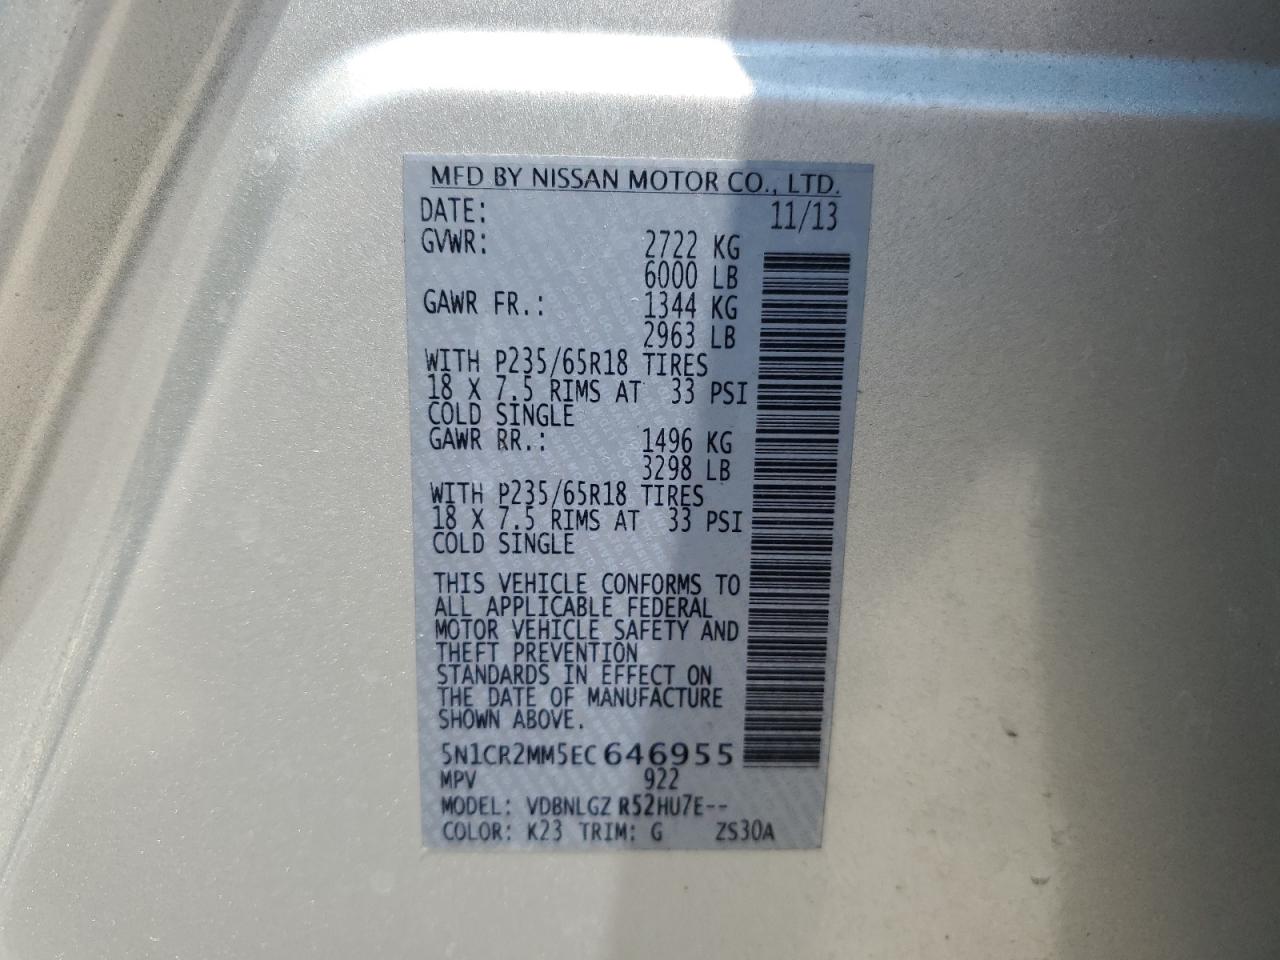 MFD BY NISSAN MOTOR CO., LTD.
DATE: 11/13
GVWR: 2722 KG
6000 LB
GAWR FR.: 1344 KG
2963 LB
WITH P235/65R18 TIRES
18 X 7.5 RIMS AT 33 PSI
COLD SINGLE
GAWR RR.: 1496 KG
3298 LB
WITH P235/65R18 TIRES
18 X 7.5 RIMS AT 33 PSI
COLD SINGLE
THIS VEHICLE CONFORMS TO
ALL APPLICABLE FEDERAL
MOTOR VEHICLE SAFETY AND
THEFT PREVENTION
STANDARDS IN EFFECT ON
THE DATE OF MANUFACTURE
SHOWN ABOVE.
5N1CR2MM5EC646955
MPV 922
MODEL: VDBNLGZ R52HU7E--
COLOR: K23 TRIM: G ZS30A